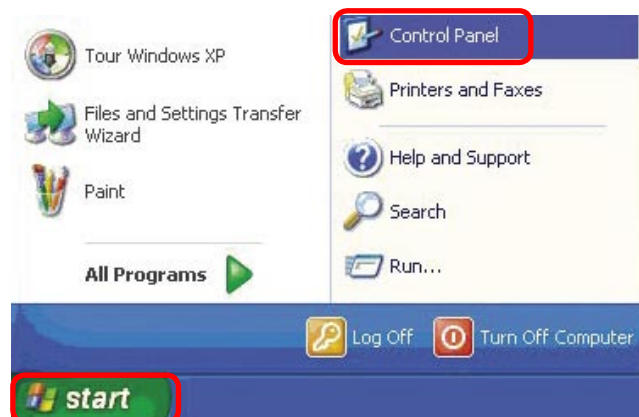 Tour Windows XP
Files and Settings Transfer
Wizard
Paint
All Programs
Control Panel
Printers and Faxes
Help and Support
Search
Run...
Log Off
Turn Off Computer
start